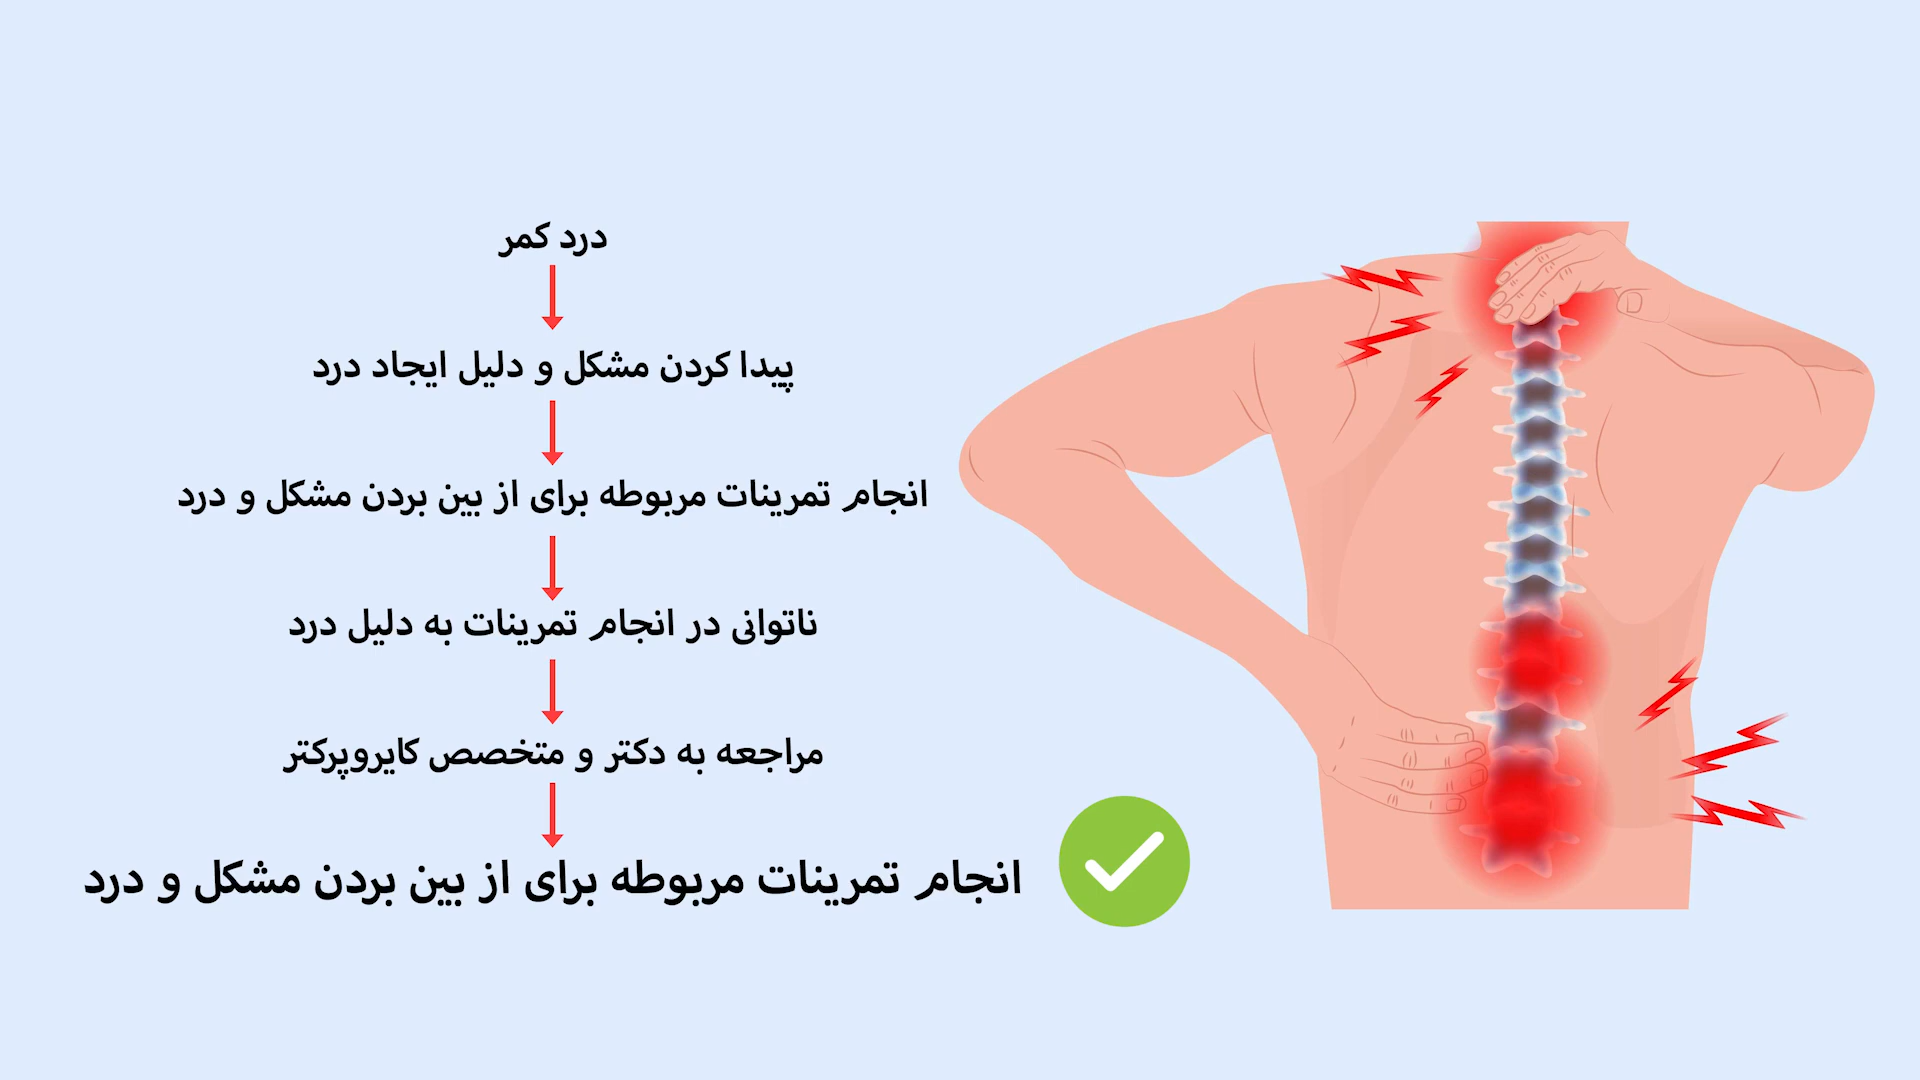 درد کمر
پیدا کردن مشکل و دلیل ایجاد درد
انجام تمرینات مربوطه برای از بین بردن مشکل و درد
ناتوانی در انجام تمرینات به دلیل درد
مراجعه به دکتر و متخصص کایروپرکتر
انجام تمرینات مربوطه برای از بین بردن مشکل و درد